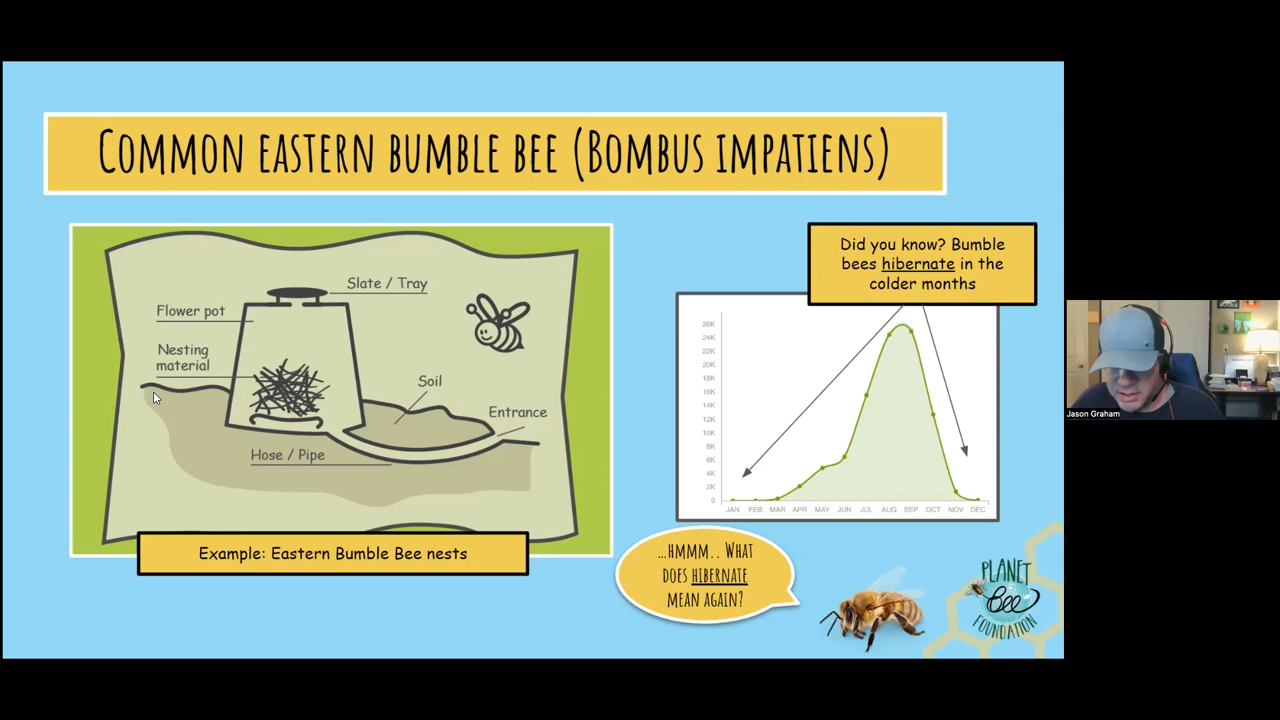 Common eastern bumble bee (Bombus impatiens)
Slate / Tray
Flower pot
Nesting
material
Soil
Entrance
Hose / Pipe
Example: Eastern Bumble Bee nests
Did you know? Bumble
bees hibernate in the
colder months
26K
24K
22K
20K
18K
16K
14K
12K
10K
8K
6K
4K
2K
0
JAN FEB MAR APR MAY JUN JUL AUG SEP OCT NOV DEC
...Hmmm.. What
does hibernate
mean again?
PLANET
Bee
FOUNDATION
Jason Graham